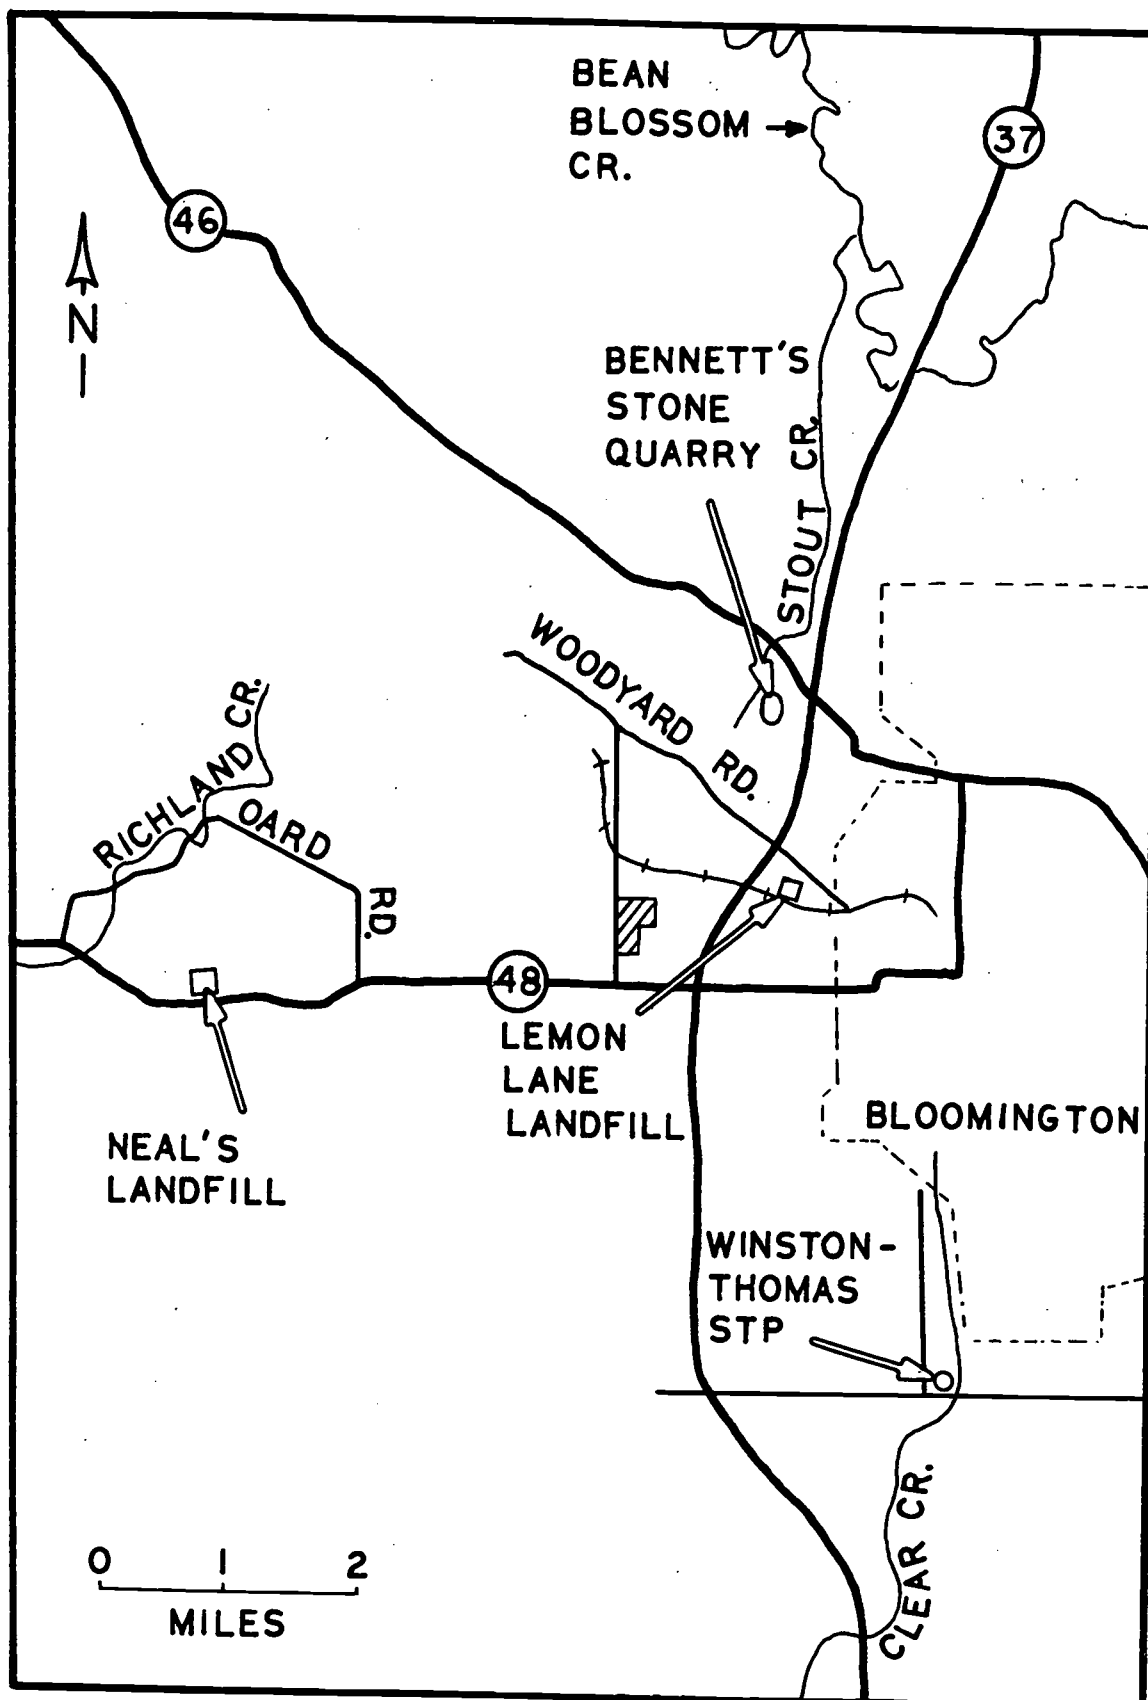 BEAN
BLOSSOM
CR.
37
46
N
BENNETT'S
STONE
QUARRY
STOUT CR.
WOODYARD RD.
RICHLAND CR.
OARD RD.
48
LEMON
LANE
LANDFILL
NEAL'S
LANDFILL
BLOOMINGTON
WINSTON-
THOMAS
STP
CLEAR CR.
0 1 2
MILES